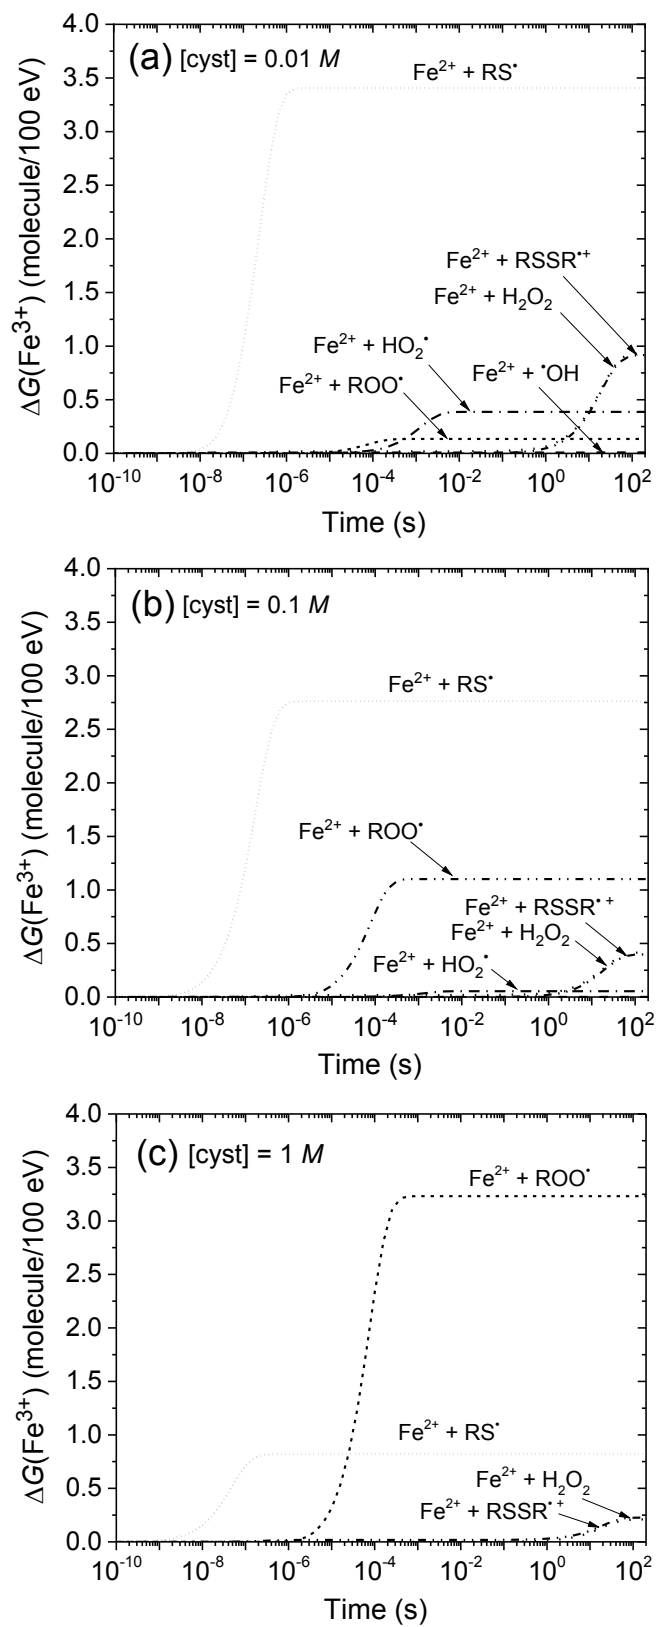 (a) [cyst] = 0.01 M
Fe²⁺ + RS•
Fe²⁺ + RSSR•⁺
Fe²⁺ + H₂O₂
Fe²⁺ + HO₂•
Fe²⁺ + •OH
Fe²⁺ + ROO•
4.0
3.5
3.0
2.5
2.0
1.5
1.0
0.5
0.0
ΔG(Fe³⁺) (molecule/100 eV)
10⁻¹⁰ 10⁻⁸ 10⁻⁶ 10⁻⁴ 10⁻² 10⁰ 10²
Time (s)
(b) [cyst] = 0.1 M
Fe²⁺ + RS•
Fe²⁺ + ROO•
Fe²⁺ + RSSR•⁺
Fe²⁺ + H₂O₂
Fe²⁺ + HO₂•
4.0
3.5
3.0
2.5
2.0
1.5
1.0
0.5
0.0
ΔG(Fe³⁺) (molecule/100 eV)
10⁻¹⁰ 10⁻⁸ 10⁻⁶ 10⁻⁴ 10⁻² 10⁰ 10²
Time (s)
(c) [cyst] = 1 M
Fe²⁺ + ROO•
Fe²⁺ + RS•
Fe²⁺ + H₂O₂
Fe²⁺ + RSSR•⁺
4.0
3.5
3.0
2.5
2.0
1.5
1.0
0.5
0.0
ΔG(Fe³⁺) (molecule/100 eV)
10⁻¹⁰ 10⁻⁸ 10⁻⁶ 10⁻⁴ 10⁻² 10⁰ 10²
Time (s)